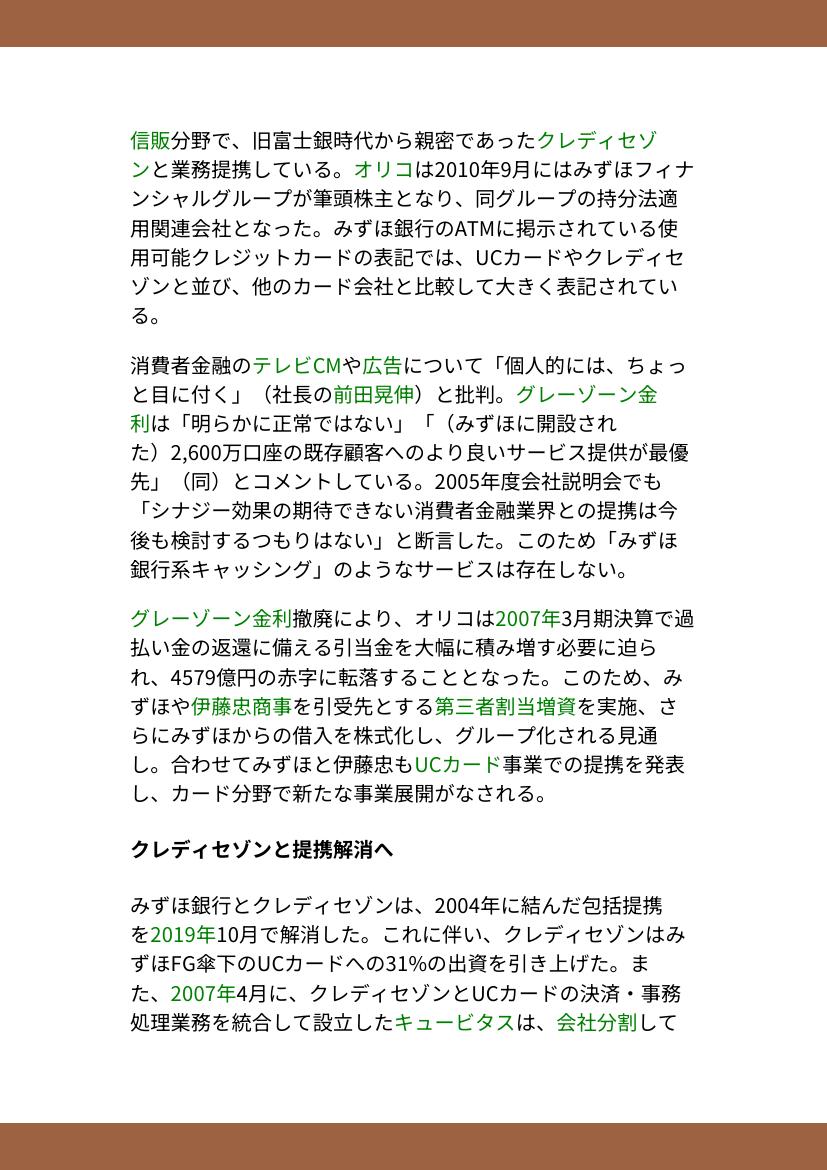 信販分野で、旧富士銀時代から親密であったクレディセゾ
ンと業務提携している。オリコは2010年9月にはみずほフィナ
ンシャルグループが筆頭株主となり、同グループの持分法適
用関連会社となった。みずほ銀行のATMに掲示されている使
用可能クレジットカードの表記では、UCカードやクレディセ
ゾンと並び、他のカード会社と比較して大きく表記されてい
る。
消費者金融のテレビCMや広告について「個人的には、ちょっ
と目に付く」（社長の前田晃伸）と批判。グレーゾーン金
利は「明らかに正常ではない」「（みずほに開設され
た）2,600万口座の既存顧客へのより良いサービス提供が最優
先」（同）とコメントしている。2005年度会社説明会でも
「シナジー効果の期待できない消費者金融業界との提携は今
後も検討するつもりはない」と断言した。このため「みずほ
銀行系キャッシング」のようなサービスは存在しない。
グレーゾーン金利撤廃により、オリコは2007年3月期決算で過
払い金の返還に備える引当金を大幅に積み増す必要に迫ら
れ、4579億円の赤字に転落することとなった。このため、み
ずほや伊藤忠商事を引受先とする第三者割当増資を実施、さ
らにみずほからの借入を株式化し、グループ化される見通
し。合わせてみずほと伊藤忠もUCカード事業での提携を発表
し、カード分野で新たな事業展開がなされる。
クレディセゾンと提携解消へ
みずほ銀行とクレディセゾンは、2004年に結んだ包括提携
を2019年10月で解消した。これに伴い、クレディセゾンはみ
ずほFG傘下のUCカードへの31%の出資を引き上げた。ま
た、2007年4月に、クレディセゾンとUCカードの決済・事務
処理業務を統合して設立したキュービタスは、会社分割して